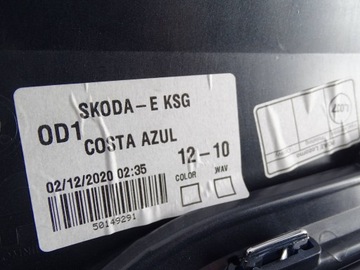 SKODA-E KSG
OD1
COSTA AZUL
12-10
02/12/2020 02:35
COLOR
WAV
50149291